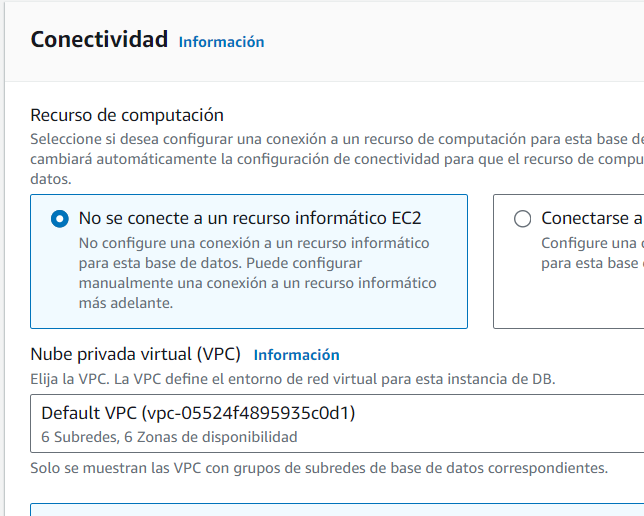 Conectividad Información
Recurso de computación
Seleccione si desea configurar una conexión a un recurso de computación para esta base de
cambiará automáticamente la configuración de conectividad para que el recurso de compu
datos.
No se conecte a un recurso informático EC2
No configure una conexión a un recurso informático
para esta base de datos. Puede configurar
manualmente una conexión a un recurso informático
más adelante.
Conectarse a
Configure una
para esta base
Nube privada virtual (VPC) Información
Elija la VPC. La VPC define el entorno de red virtual para esta instancia de DB.
Default VPC (vpc-05524f4895935c0d1)
6 Subredes, 6 Zonas de disponibilidad
Solo se muestran las VPC con grupos de subredes de base de datos correspondientes.